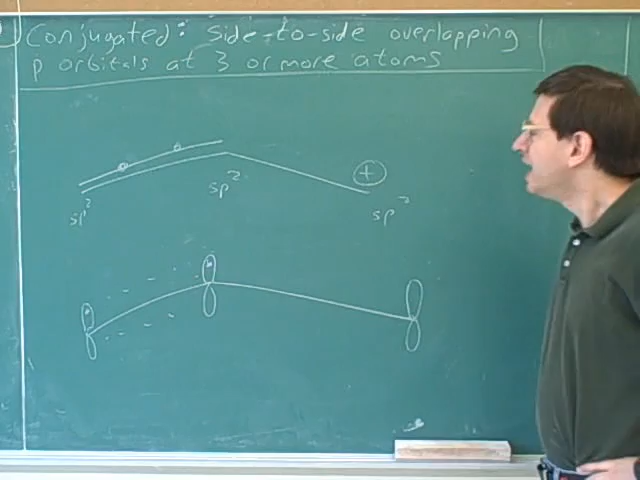 Conjugated: Side-to-side overlapping
p orbitals at 3 or more atoms
+
sp²
sp²
sp²